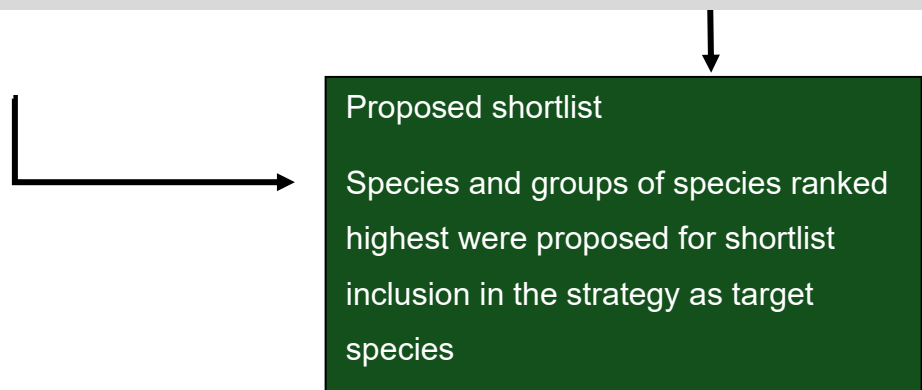 Proposed shortlist
Species and groups of species ranked
highest were proposed for shortlist
inclusion in the strategy as target
species